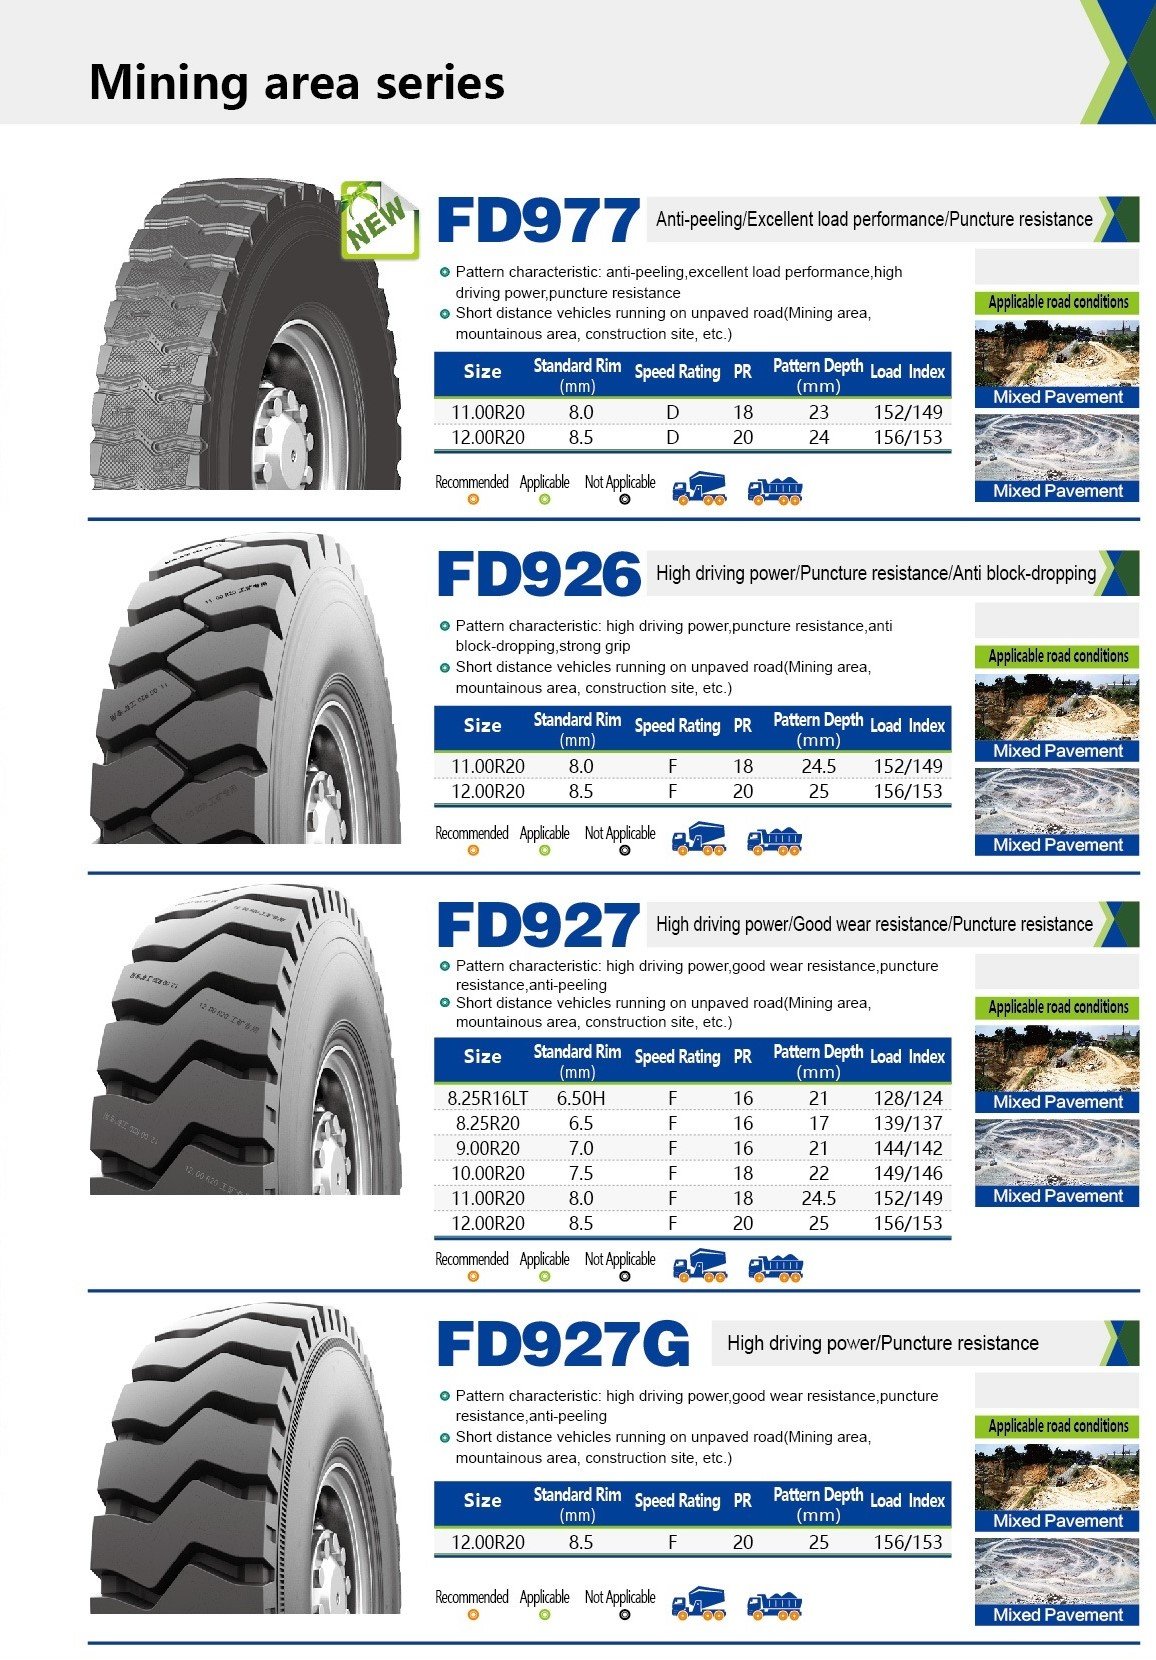 Mining area series
NEW
FD977
Anti-peeling/Excellent load performance/Puncture resistance
Pattern characteristic: anti-peeling,excellent load performance,high
driving power,puncture resistance
Short distance vehicles running on unpaved road(Mining area,
mountainous area, construction site, etc.)
Size Standard Rim (mm) Speed Rating PR Pattern Depth (mm) Load Index
11.00R20 8.0 D 18 23 152/149
12.00R20 8.5 D 20 24 156/153
Recommended Applicable Not Applicable
Applicable road conditions
Mixed Pavement
Mixed Pavement
FD926
High driving power/Puncture resistance/Anti block-dropping
Pattern characteristic: high driving power,puncture resistance,anti
block-dropping,strong grip
Short distance vehicles running on unpaved road(Mining area,
mountainous area, construction site, etc.)
Size Standard Rim (mm) Speed Rating PR Pattern Depth (mm) Load Index
11.00R20 8.0 F 18 24.5 152/149
12.00R20 8.5 F 20 25 156/153
Recommended Applicable Not Applicable
Applicable road conditions
Mixed Pavement
Mixed Pavement
FD927
High driving power/Good wear resistance/Puncture resistance
Pattern characteristic: high driving power,good wear resistance,puncture
resistance,anti-peeling
Short distance vehicles running on unpaved road(Mining area,
mountainous area, construction site, etc.)
Size Standard Rim (mm) Speed Rating PR Pattern Depth (mm) Load Index
8.25R16LT 6.50H F 16 21 128/124
8.25R20 6.5 F 16 17 139/137
9.00R20 7.0 F 16 21 144/142
10.00R20 7.5 F 18 22 149/146
11.00R20 8.0 F 18 24.5 152/149
12.00R20 8.5 F 20 25 156/153
Recommended Applicable Not Applicable
Applicable road conditions
Mixed Pavement
Mixed Pavement
FD927G
High driving power/Puncture resistance
Pattern characteristic: high driving power,good wear resistance,puncture
resistance,anti-peeling
Short distance vehicles running on unpaved road(Mining area,
mountainous area, construction site, etc.)
Size Standard Rim (mm) Speed Rating PR Pattern Depth (mm) Load Index
12.00R20 8.5 F 20 25 156/153
Recommended Applicable Not Applicable
Applicable road conditions
Mixed Pavement
Mixed Pavement